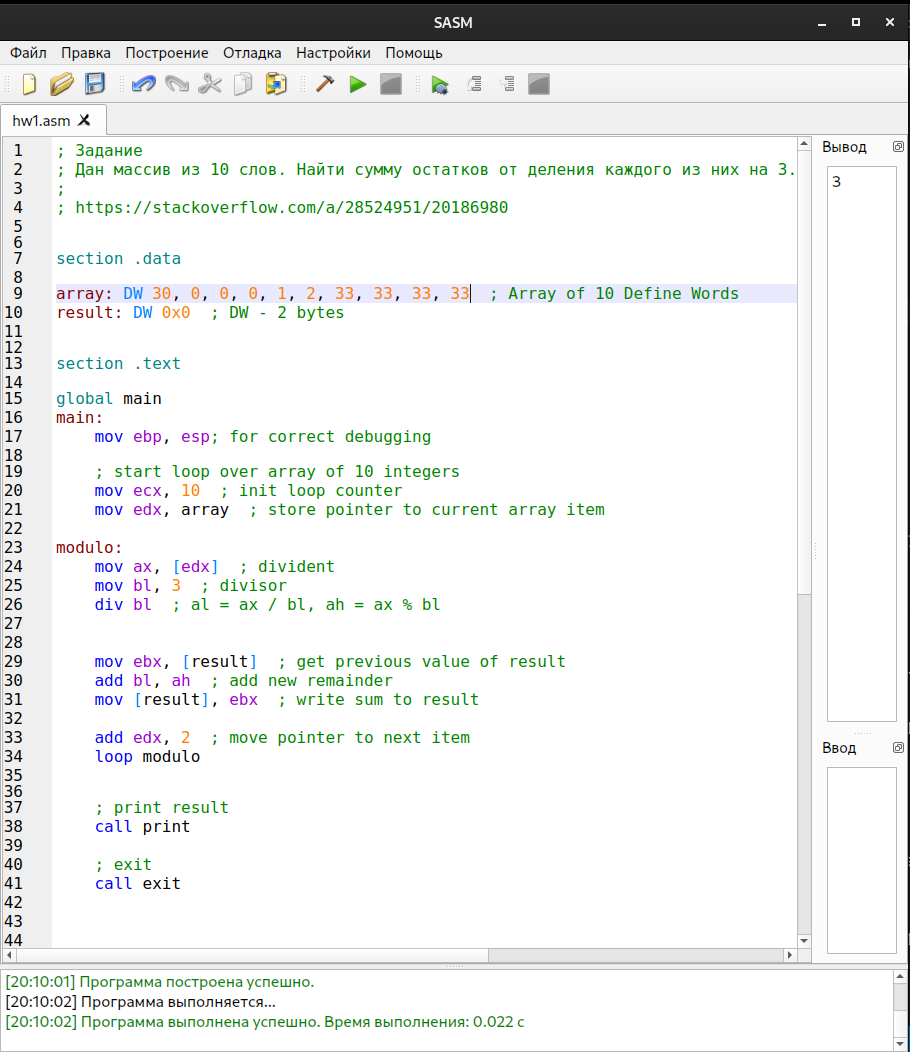 SASM
Файл Правка Построение Отладка Настройки Помощь
hw1.asm
1 ; Задание
2 ; Дан массив из 10 слов. Найти сумму остатков от деления каждого из них на 3.
3 ;
4 ; https://stackoverflow.com/a/28524951/20186980
5
6
7 section .data
8
9 array: DW 30, 0, 0, 0, 1, 2, 33, 33, 33, 33  ; Array of 10 Define Words
10 result: DW 0x0  ; DW - 2 bytes
11
12
13 section .text
14
15 global main
16 main:
17     mov ebp, esp; for correct debugging
18
19     ; start loop over array of 10 integers
20     mov ecx, 10  ; init loop counter
21     mov edx, array  ; store pointer to current array item
22
23 modulo:
24     mov ax, [edx]  ; divident
25     mov bl, 3  ; divisor
26     div bl  ; al = ax / bl, ah = ax % bl
27
28
29     mov ebx, [result]  ; get previous value of result
30     add bl, ah  ; add new remainder
31     mov [result], ebx  ; write sum to result
32
33     add edx, 2  ; move pointer to next item
34     loop modulo
35
36
37     ; print result
38     call print
39
40     ; exit
41     call exit
42
43
44
Вывод
3
Ввод
[20:10:01] Программа построена успешно.
[20:10:02] Программа выполняется...
[20:10:02] Программа выполнена успешно. Время выполнения: 0.022 с